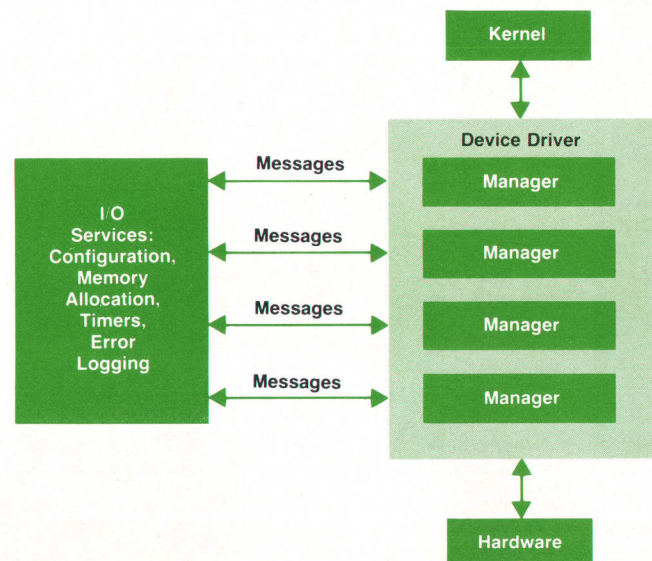 Kernel
Device Driver
Messages
Manager
I/O
Services:
Configuration,
Memory
Allocation,
Timers,
Error
Logging
Messages
Manager
Messages
Manager
Messages
Manager
Hardware